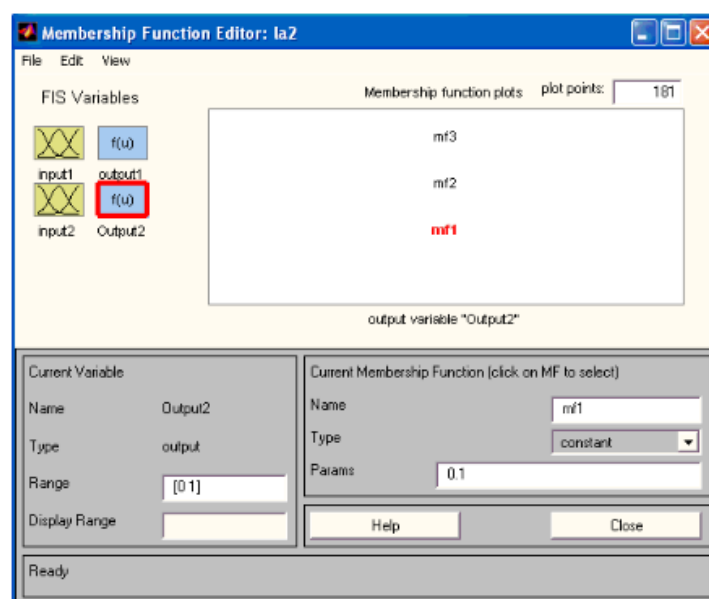 Membership Function Editor: la2
File Edit View
FIS Variables
Membership function plots plot points: 181
f(u)
input1 output1
f(u)
input2 Output2
mf3
mf2
mf1
output variable "Output2"
Current Variable
Name Output2
Type output
Range [0 1]
Display Range
Current Membership Function (click on MF to select)
Name mf1
Type constant
Params 0.1
Help Close
Ready